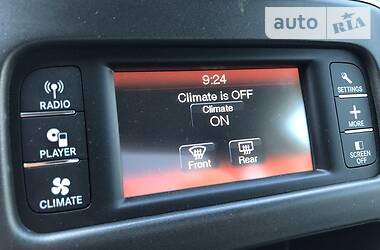 auto RIA
9:24
Climate is OFF
Climate
ON
Front
Rear
RADIO
PLAYER
CLIMATE
SETTINGS
MORE
SCREEN
OFF